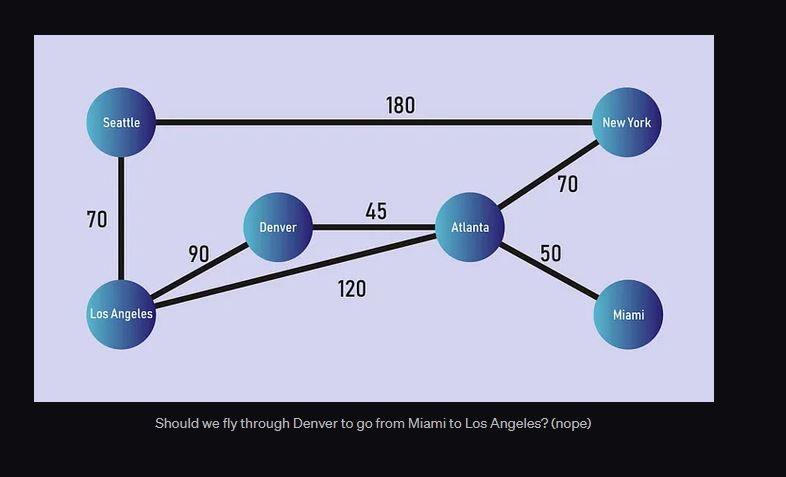 180
Seattle
New York
70
70
45
Denver
Atlanta
90
50
120
Los Angeles
Miami
Should we fly through Denver to go from Miami to Los Angeles? (nope)